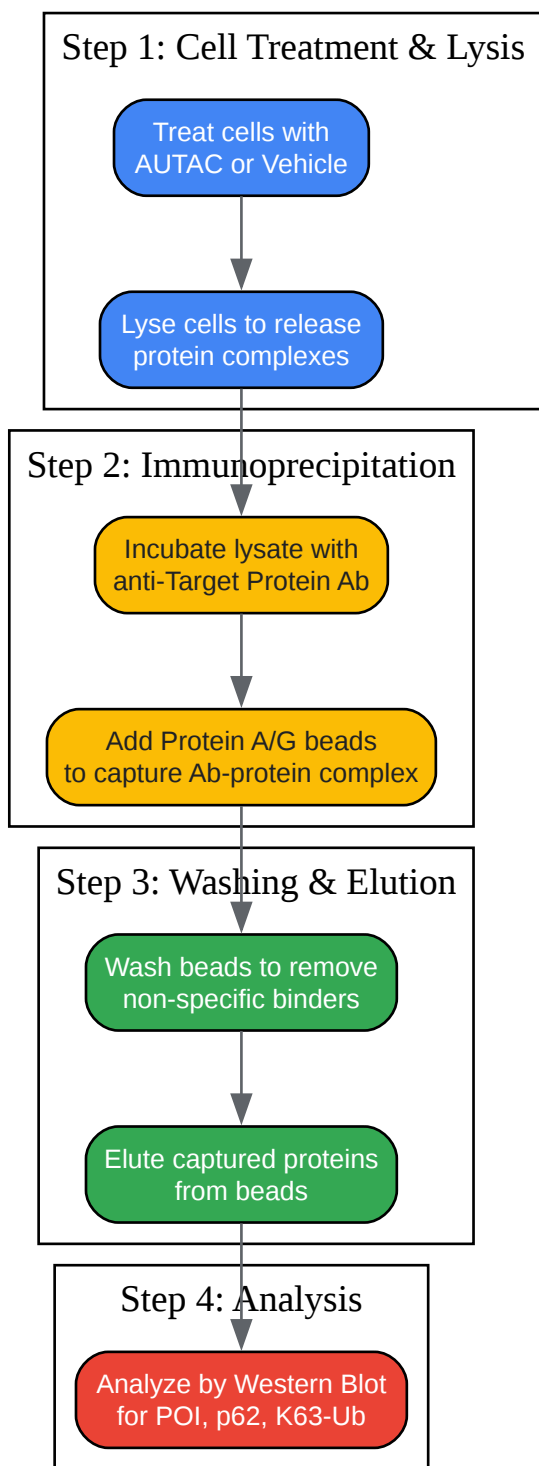 Step 1: Cell Treatment & Lysis
Treat cells with
AUTAC or Vehicle
Lyse cells to release
protein complexes
Step 2: Immunoprecipitation
Incubate lysate with
anti-Target Protein Ab
Add Protein A/G beads
to capture Ab-protein complex
Step 3: Washing & Elution
Wash beads to remove
non-specific binders
Elute captured proteins
from beads
Step 4: Analysis
Analyze by Western Blot
for POI, p62, K63-Ub